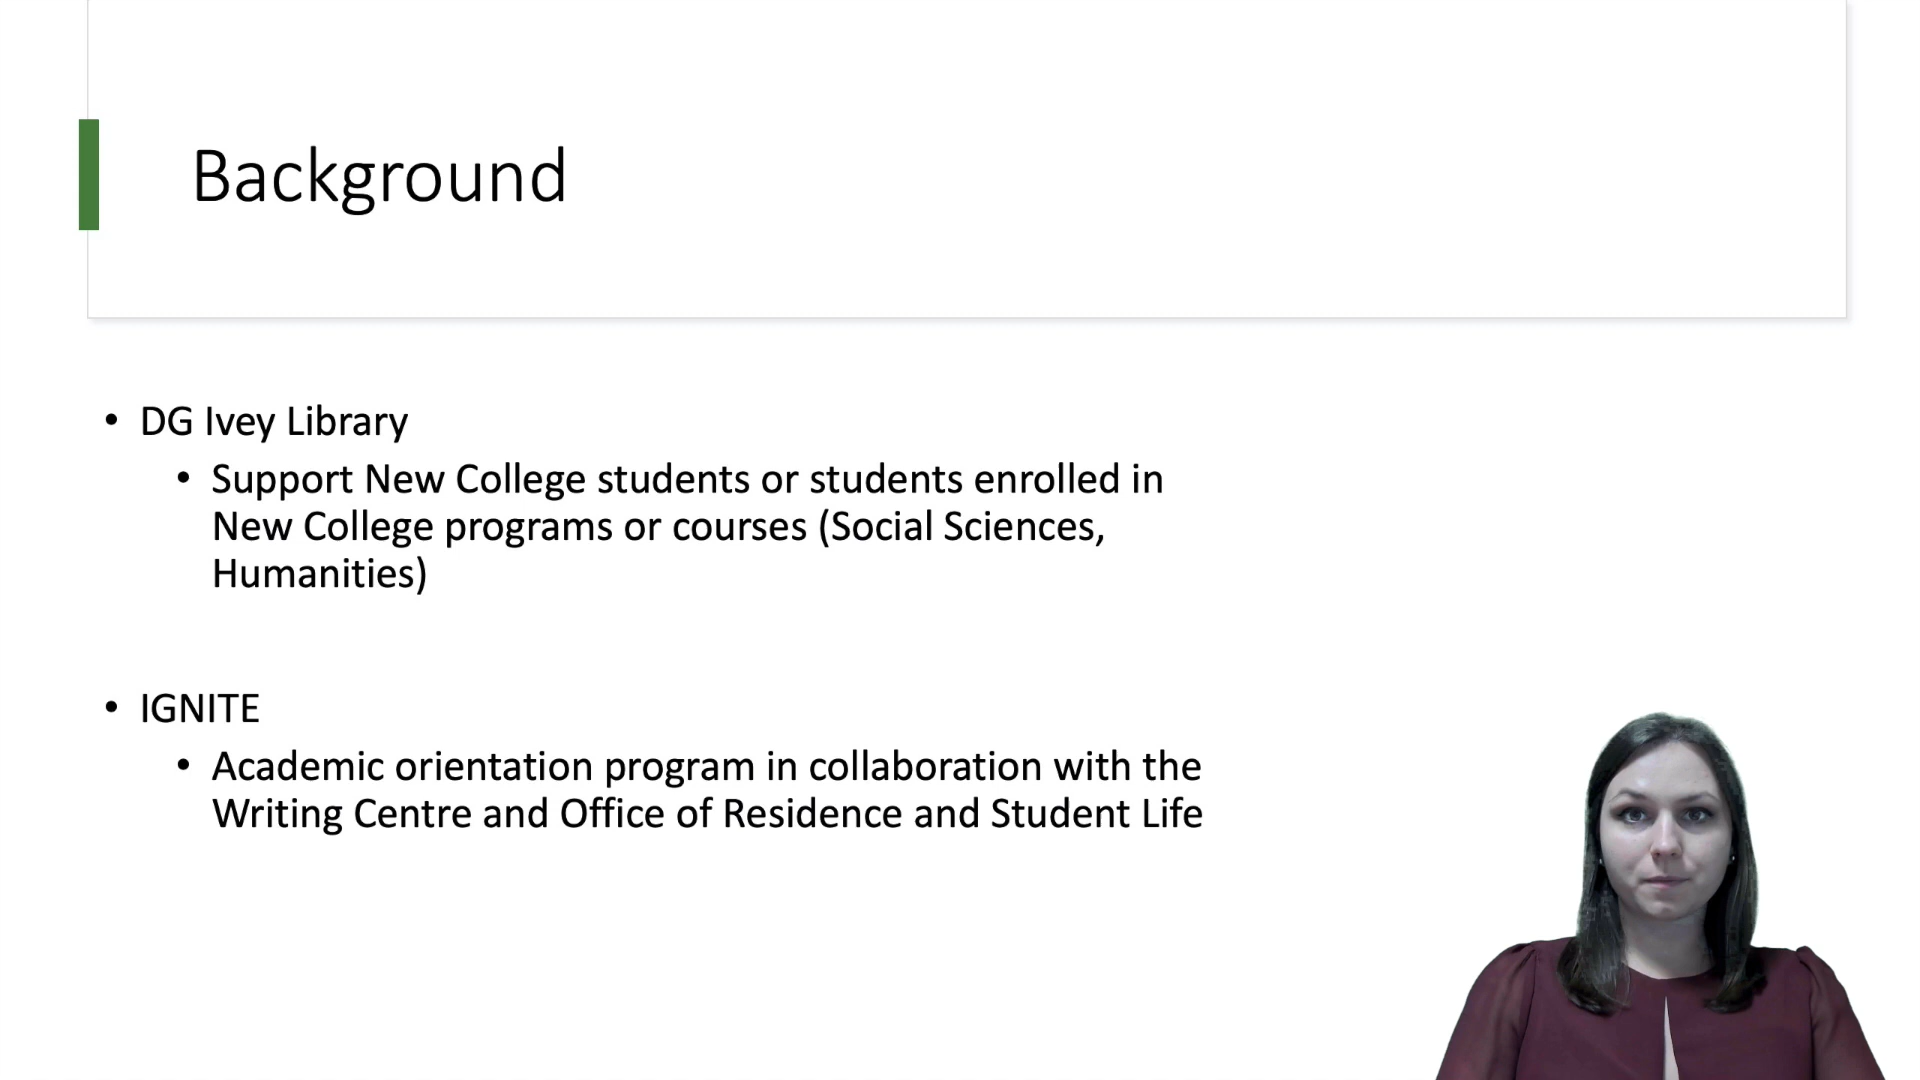 Background
• DG Ivey Library
• Support New College students or students enrolled in
New College programs or courses (Social Sciences,
Humanities)
• IGNITE
• Academic orientation program in collaboration with the
Writing Centre and Office of Residence and Student Life